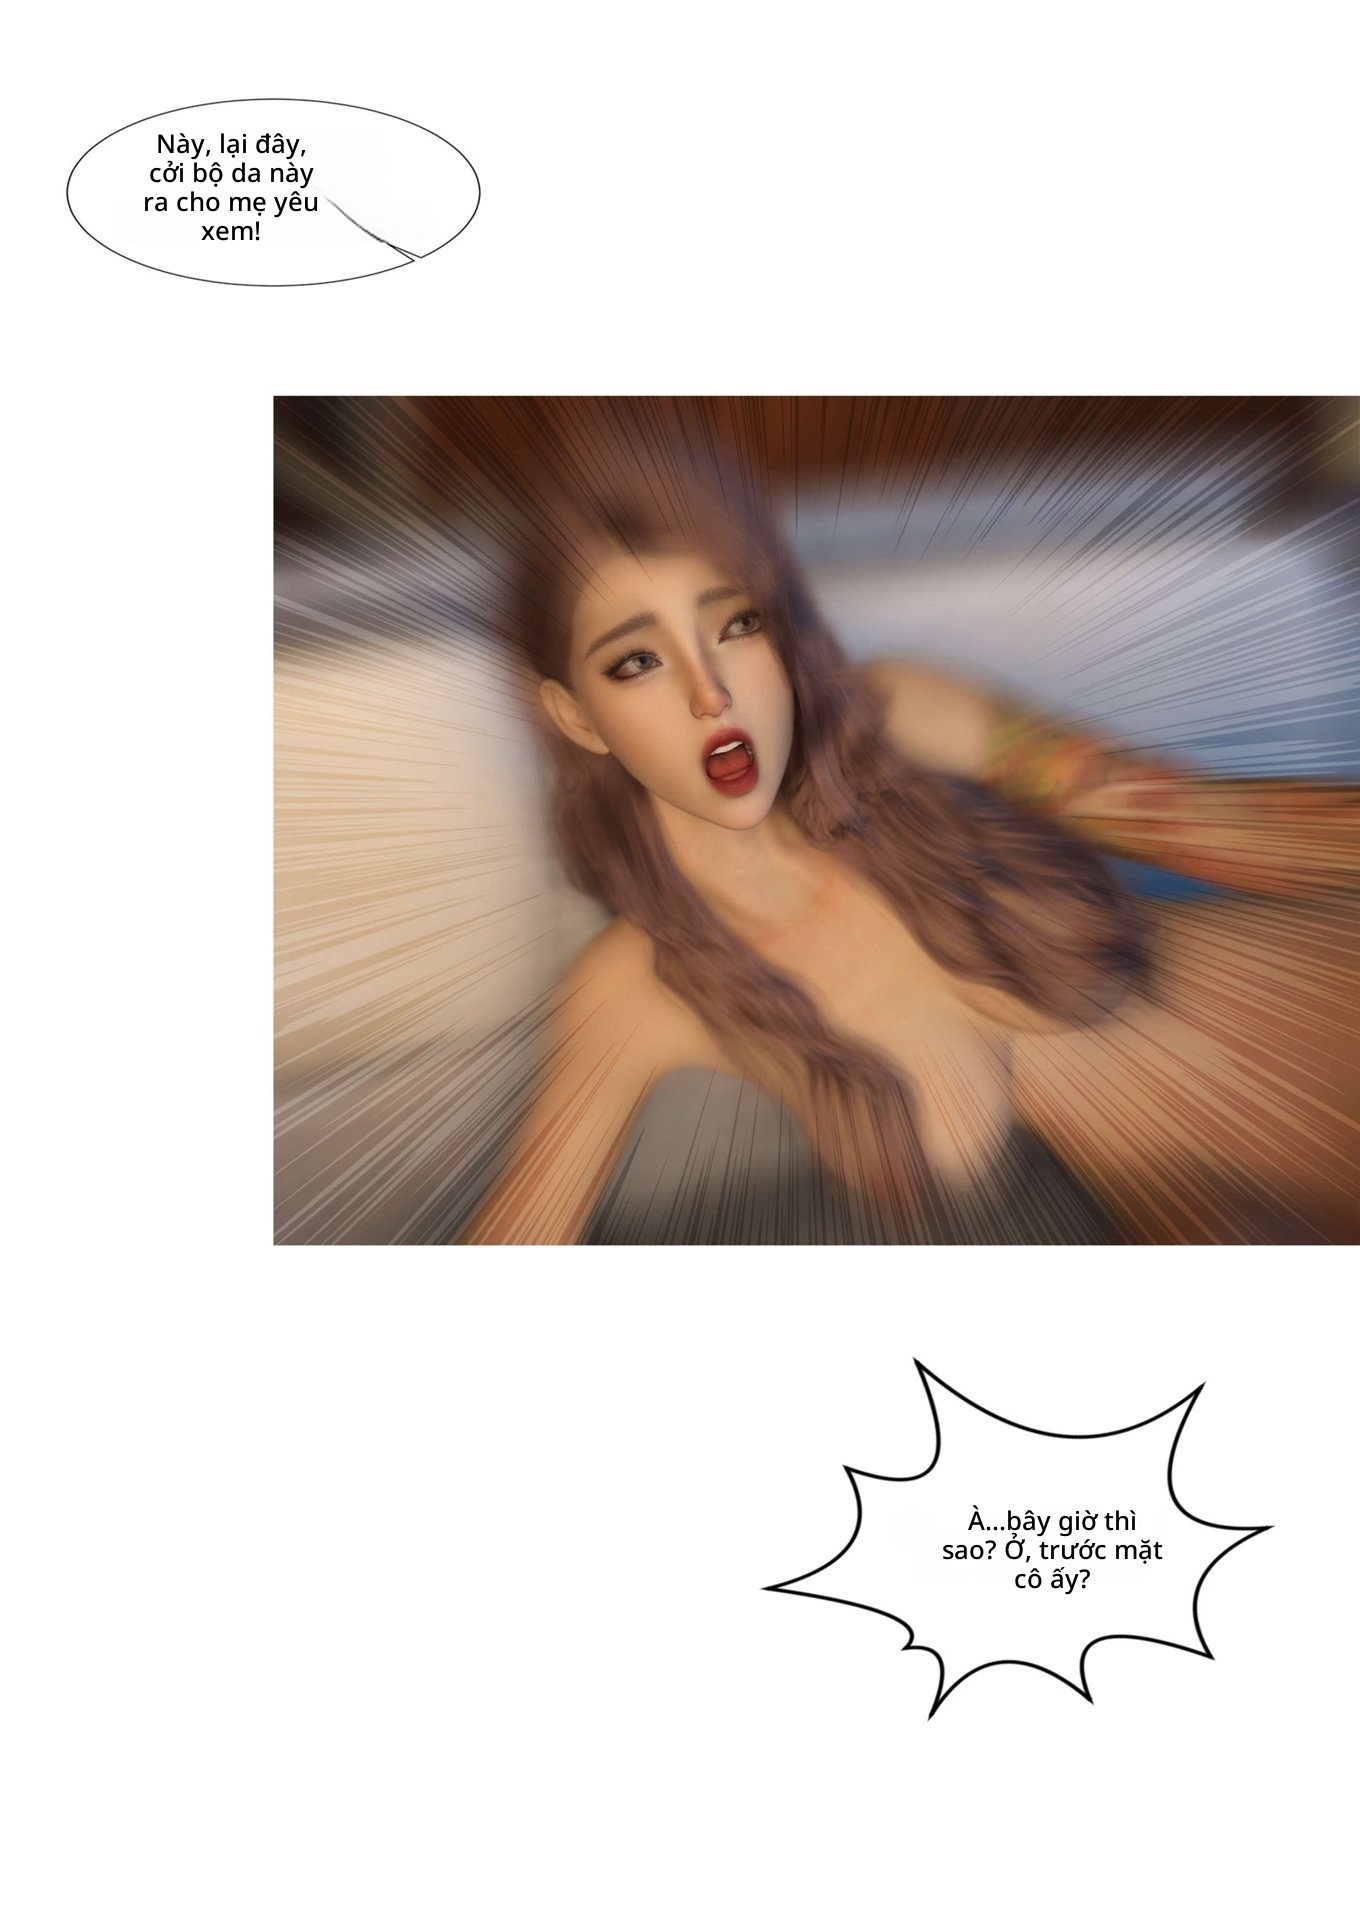 Này, lại đây,
cởi bộ da này
ra cho mẹ yêu
xem!
À...bây giờ thì
sao? Ở, trước mặt
cô ấy?